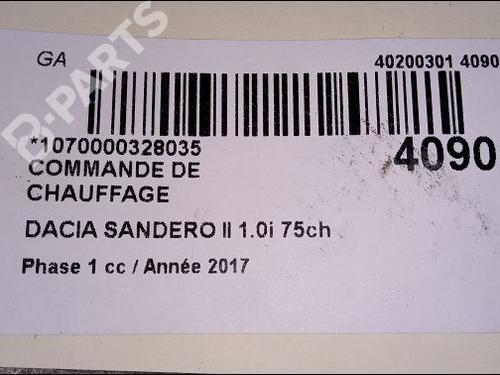 GA
40200301 4090
*1070000328035
4090
COMMANDE DE
CHAUFFAGE
DACIA SANDERO II 1.0i 75ch
Phase 1 cc / Année 2017
B-PARTS